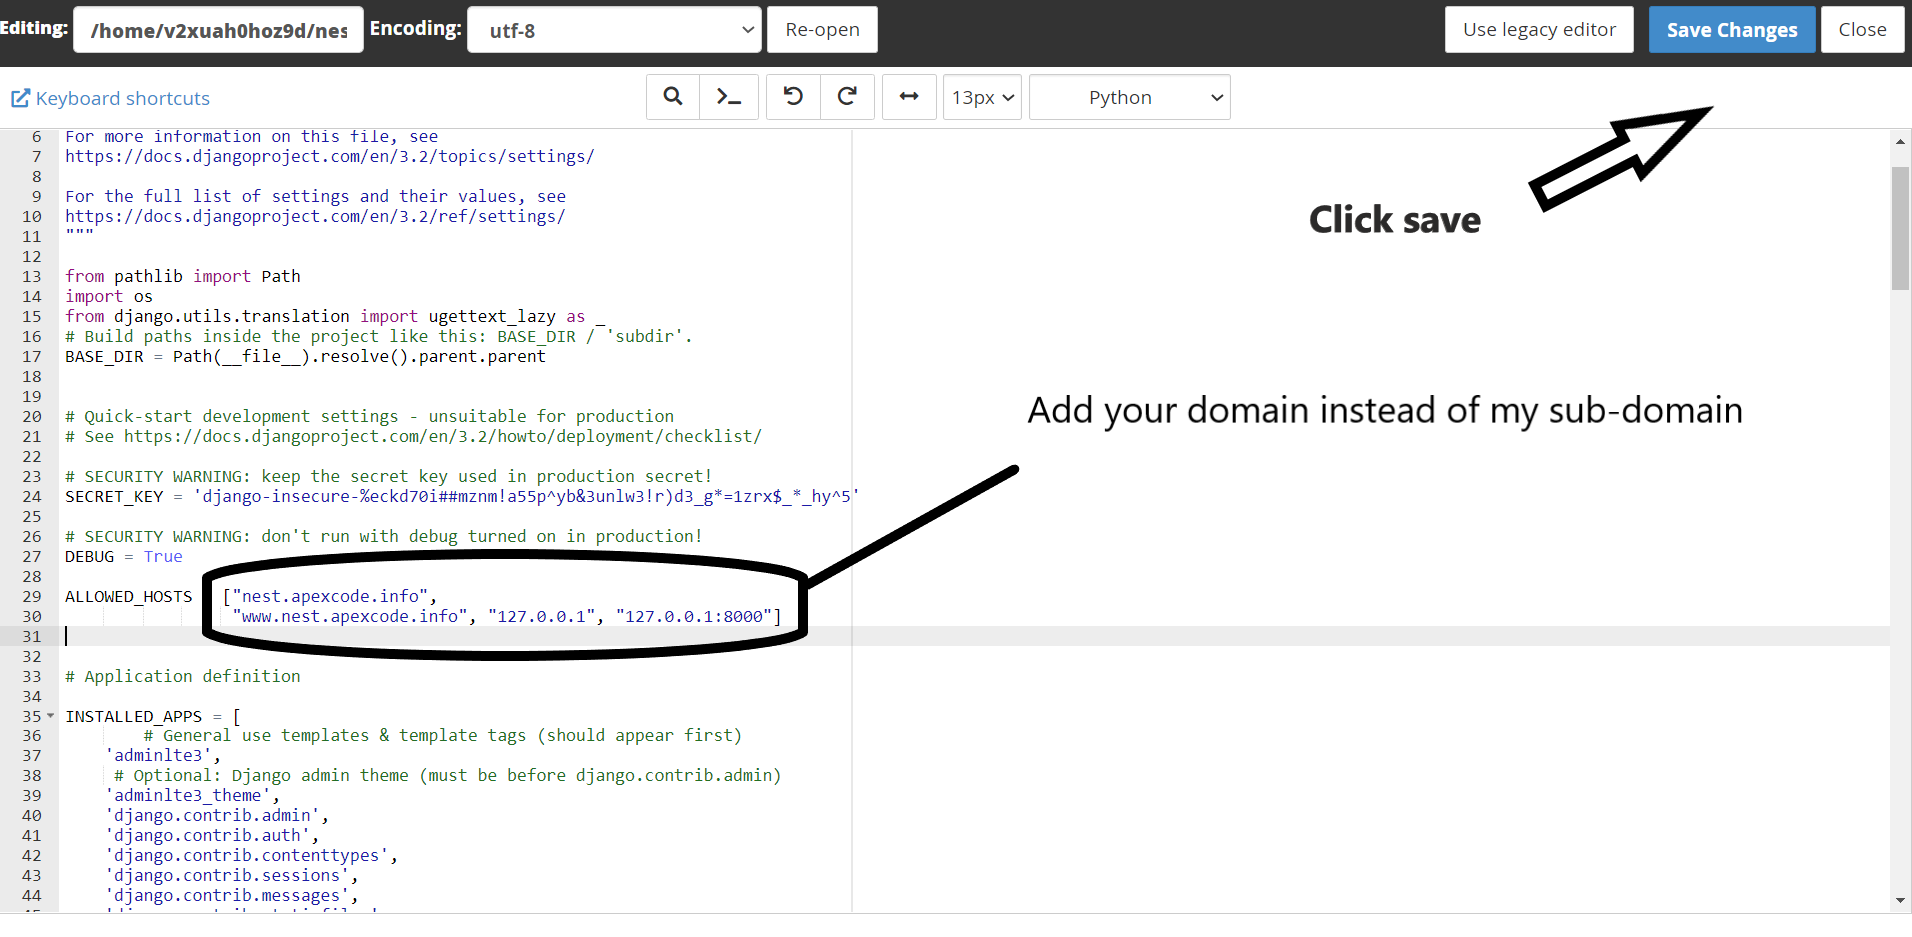 Editing: /home/v2xuah0hoz9d/nes Encoding: utf-8 Re-open Use legacy editor Save Changes Close
Keyboard shortcuts 13px Python
6 For more information on this file, see
7 https://docs.djangoproject.com/en/3.2/topics/settings/
8
9 For the full list of settings and their values, see
10 https://docs.djangoproject.com/en/3.2/ref/settings/
11 """
12
13 from pathlib import Path
14 import os
15 from django.utils.translation import ugettext_lazy as _
16 # Build paths inside the project like this: BASE_DIR / 'subdir'.
17 BASE_DIR = Path(__file__).resolve().parent.parent
18
19
20 # Quick-start development settings - unsuitable for production
21 # See https://docs.djangoproject.com/en/3.2/howto/deployment/checklist/
22
23 # SECURITY WARNING: keep the secret key used in production secret!
24 SECRET_KEY = 'django-insecure-%eckd70i##mznm!a55p^yb&3unlw3!r)d3_g*=1zrx$_*_hy^5'
25
26 # SECURITY WARNING: don't run with debug turned on in production!
27 DEBUG = True
28
29 ALLOWED_HOSTS ["nest.apexcode.info",
30 "www.nest.apexcode.info", "127.0.0.1", "127.0.0.1:8000"]
31
32
33 # Application definition
34
35 INSTALLED_APPS = [
36 # General use templates & template tags (should appear first)
37 'adminlte3',
38 # Optional: Django admin theme (must be before django.contrib.admin)
39 'adminlte3_theme',
40 'django.contrib.admin',
41 'django.contrib.auth',
42 'django.contrib.contenttypes',
43 'django.contrib.sessions',
44 'django.contrib.messages',
Click save
Add your domain instead of my sub-domain